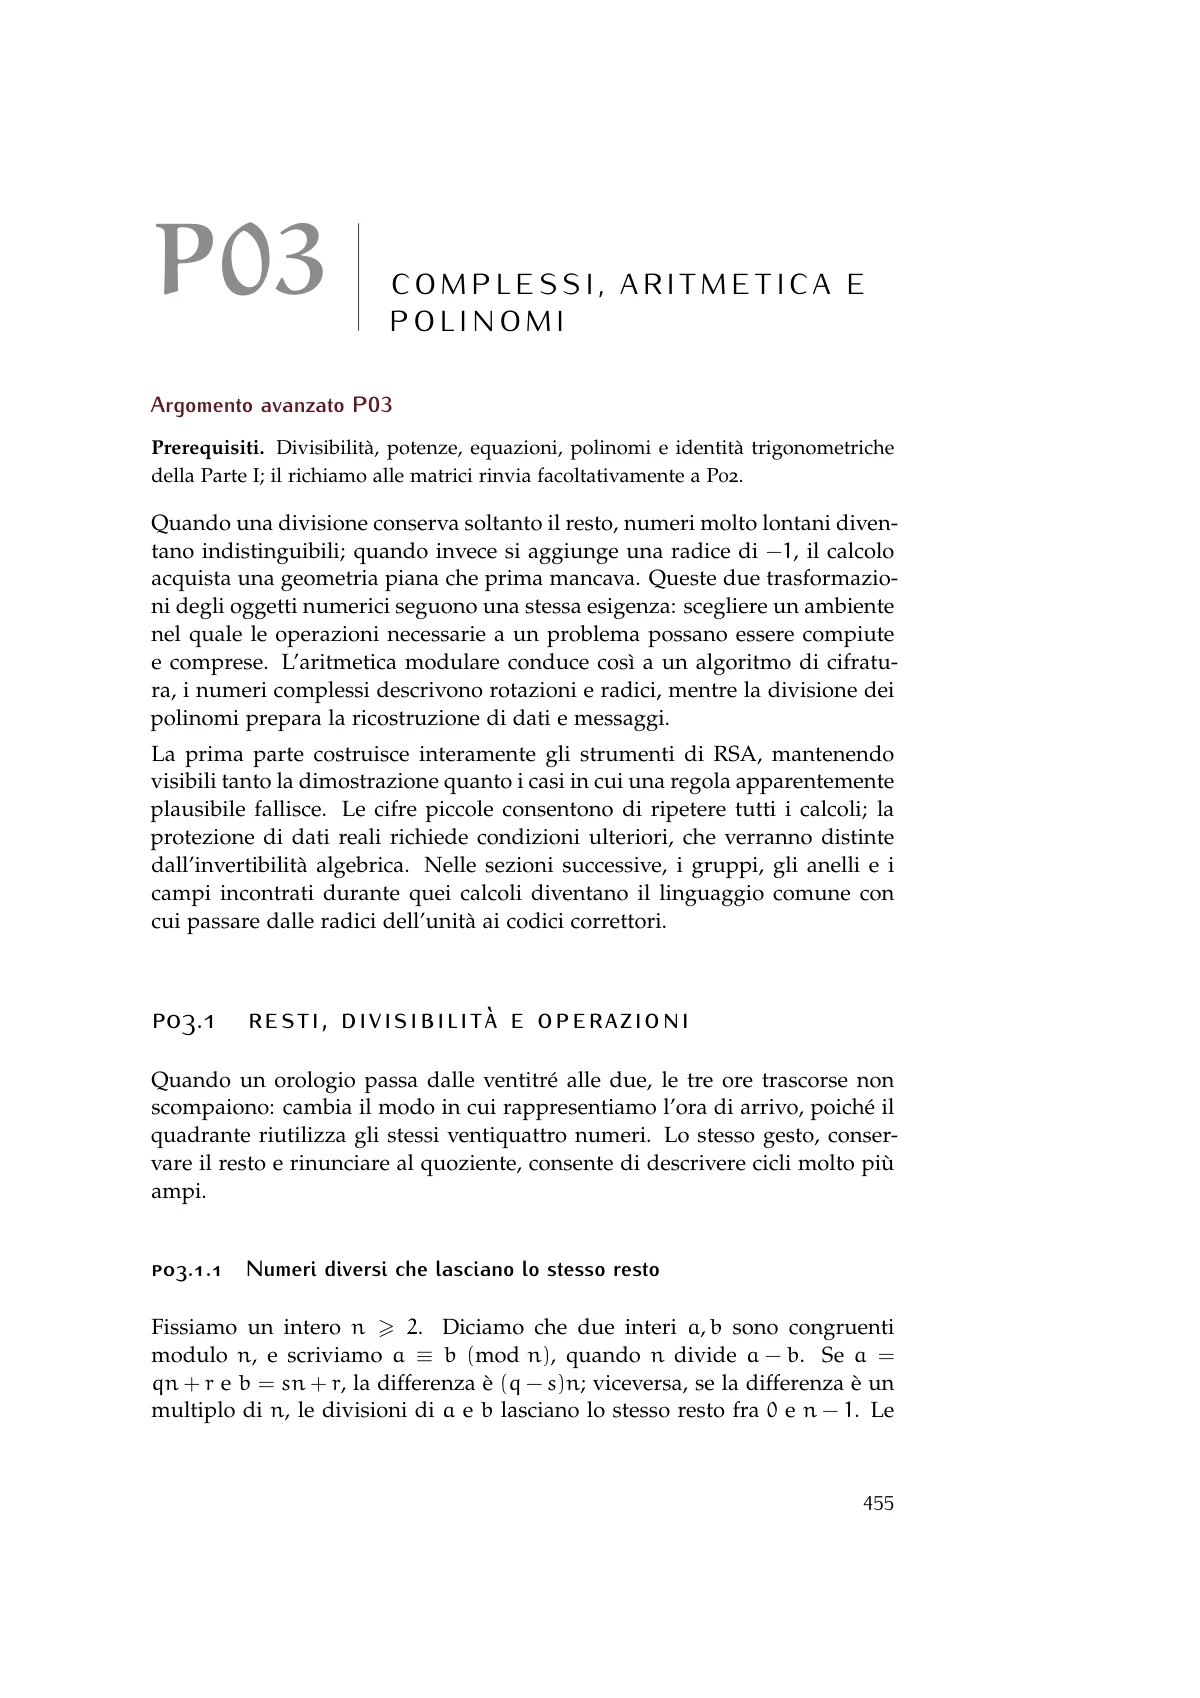 P03
COMPLESSI, ARITMETICA E
POLINOMI
Argomento avanzato P03
Prerequisiti. Divisibilità, potenze, equazioni, polinomi e identità trigonometriche
della Parte I; il richiamo alle matrici rinvia facoltativamente a P02.
Quando una divisione conserva soltanto il resto, numeri molto lontani diven-
tano indistinguibili; quando invece si aggiunge una radice di −1, il calcolo
acquista una geometria piana che prima mancava. Queste due trasformazio-
ni degli oggetti numerici seguono una stessa esigenza: scegliere un ambiente
nel quale le operazioni necessarie a un problema possano essere compiute
e comprese. L'aritmetica modulare conduce così a un algoritmo di cifratu-
ra, i numeri complessi descrivono rotazioni e radici, mentre la divisione dei
polinomi prepara la ricostruzione di dati e messaggi.
La prima parte costruisce interamente gli strumenti di RSA, mantenendo
visibili tanto la dimostrazione quanto i casi in cui una regola apparentemente
plausibile fallisce. Le cifre piccole consentono di ripetere tutti i calcoli; la
protezione di dati reali richiede condizioni ulteriori, che verranno distinte
dall'invertibilità algebrica. Nelle sezioni successive, i gruppi, gli anelli e i
campi incontrati durante quei calcoli diventano il linguaggio comune con
cui passare dalle radici dell'unità ai codici correttori.
P03.1 RESTI, DIVISIBILITÀ E OPERAZIONI
Quando un orologio passa dalle ventitré alle due, le tre ore trascorse non
scompaiono: cambia il modo in cui rappresentiamo l'ora di arrivo, poiché il
quadrante riutilizza gli stessi ventiquattro numeri. Lo stesso gesto, conser-
vare il resto e rinunciare al quoziente, consente di descrivere cicli molto più
ampi.
P03.1.1 Numeri diversi che lasciano lo stesso resto
Fissiamo un intero n ⩾ 2. Diciamo che due interi a, b sono congruenti
modulo n, e scriviamo a ≡ b (mod n), quando n divide a − b. Se a =
qn + r e b = sn + r, la differenza è (q − s)n; viceversa, se la differenza è un
multiplo di n, le divisioni di a e b lasciano lo stesso resto fra 0 e n − 1. Le
455